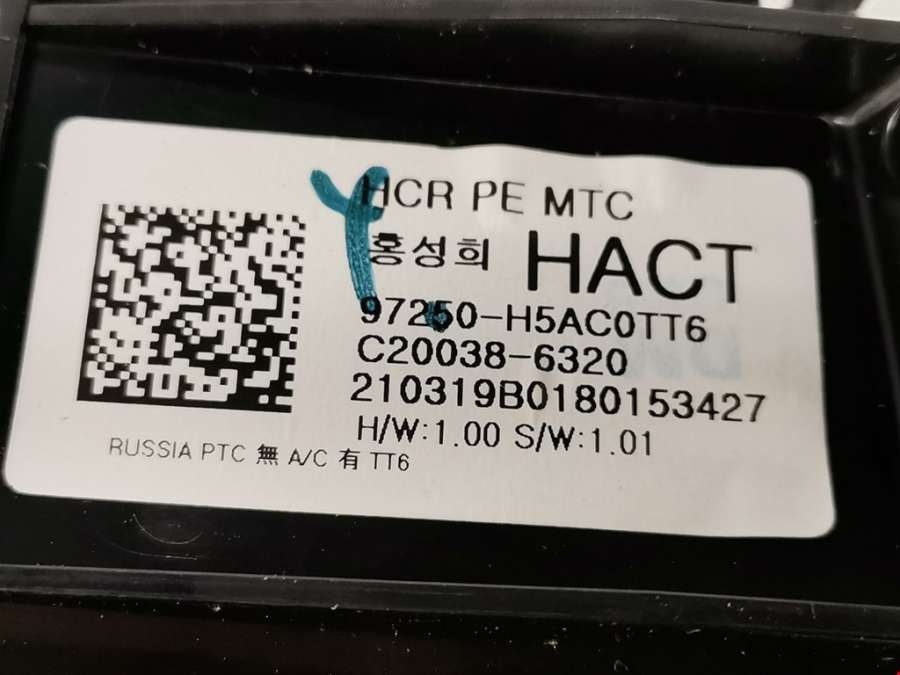 HCR PE MTC
홍성희 HACT
97250-H5AC0TT6
C20038-6320
210319B0180153427
H/W:1.00 S/W:1.01
RUSSIA PTC 無 A/C 有 TT6